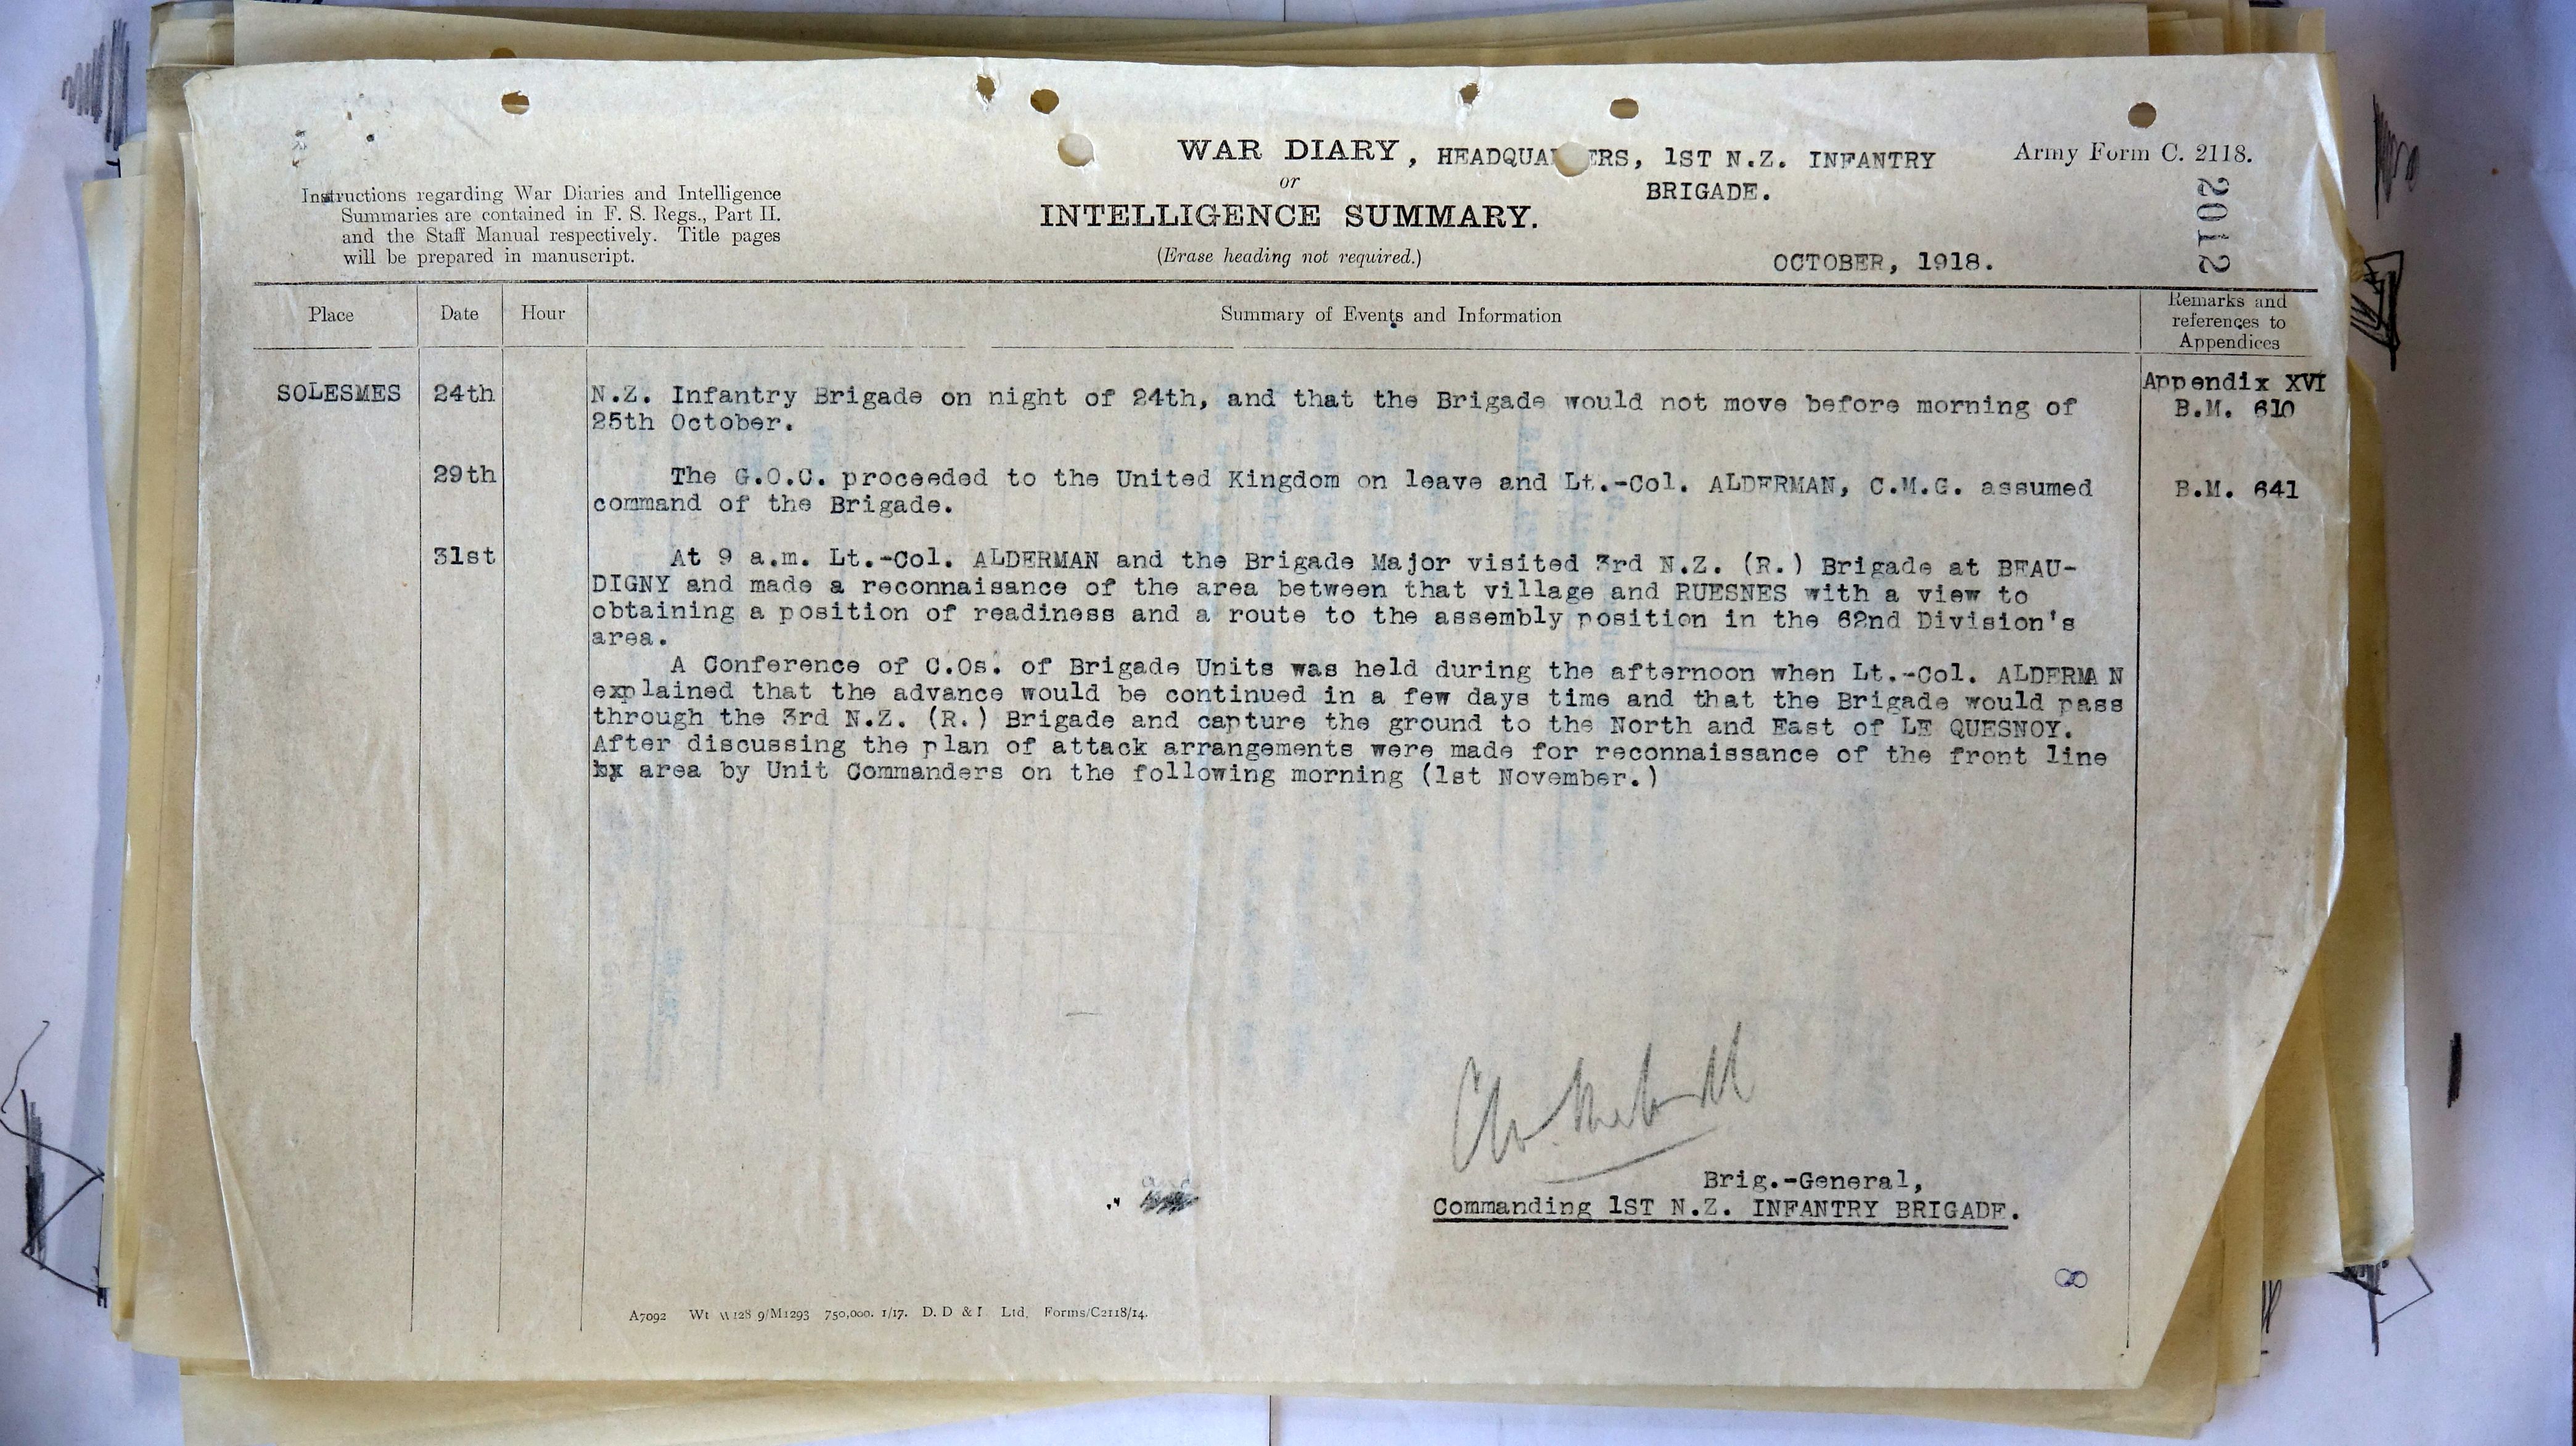 WAR DIARY, HEADQUARTERS, 1ST N.Z. INFANTRY
BRIGADE.
or
INTELLIGENCE SUMMARY.
(Erase heading not required.)
Army Form C. 2118.
2012
OCTOBER, 1918.
Instructions regarding War Diaries and Intelligence
Summaries are contained in F. S. Regs., Part II.
and the Staff Manual respectively. Title pages
will be prepared in manuscript.
Place Date Hour Summary of Events and Information Remarks and
references to
Appendices
SOLESMES 24th N.Z. Infantry Brigade on night of 24th, and that the Brigade would not move before morning of
25th October.
Appendix XVI
B.M. 610
29th The G.O.C. proceeded to the United Kingdom on leave and Lt.-Col. ALDERMAN, C.M.G. assumed
command of the Brigade.
B.M. 641
31st At 9 a.m. Lt.-Col. ALDERMAN and the Brigade Major visited 3rd N.Z. (R.) Brigade at BEAU-
DIGNY and made a reconnaisance of the area between that village and RUESNES with a view to
obtaining a position of readiness and a route to the assembly position in the 62nd Division's
area.
A Conference of C.Os. of Brigade Units was held during the afternoon when Lt.-Col. ALDERMA N
explained that the advance would be continued in a few days time and that the Brigade would pass
through the 3rd N.Z. (R.) Brigade and capture the ground to the North and East of LE QUESNOY.
After discussing the plan of attack arrangements were made for reconnaissance of the front line
area by Unit Commanders on the following morning (1st November.)
Brig.-General,
Commanding 1ST N.Z. INFANTRY BRIGADE.
A7092 Wt 9/M1293 750,000. 1/17. D. D & I Ltd. Forms/C2118/14.